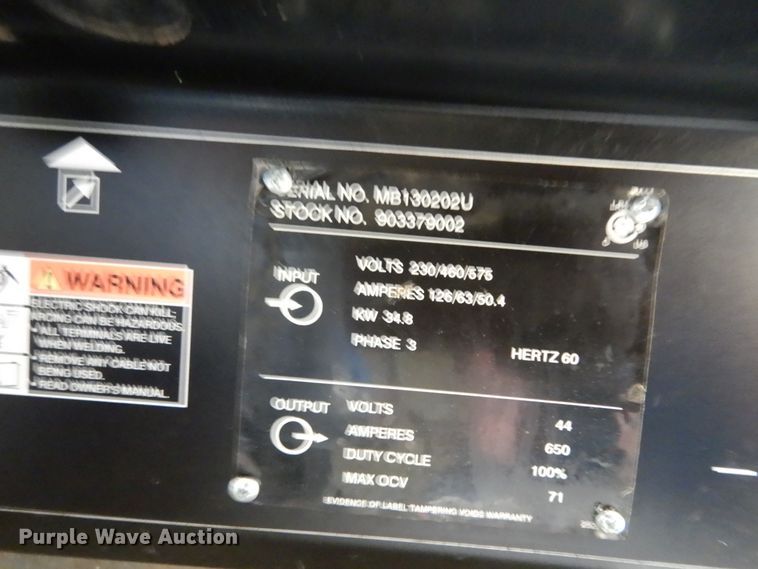 SERIAL NO. MB130202U
STOCK NO. 903379002
INPUT
VOLTS 230/460/575
AMPERES 126/63/50.4
KW 34.8
PHASE 3 HERTZ 60
OUTPUT
VOLTS 44
AMPERES 650
DUTY CYCLE 100%
MAX OCV 71
EVIDENCE OF LABEL TAMPERING VOIDS WARRANTY
WARNING
ELECTRIC SHOCK CAN KILL;
ARCING CAN BE HAZARDOUS.
• ALL TERMINALS ARE LIVE
WHEN WELDING.
• REMOVE ANY CABLE NOT
BEING USED.
• READ OWNER'S MANUAL.
Purple Wave Auction